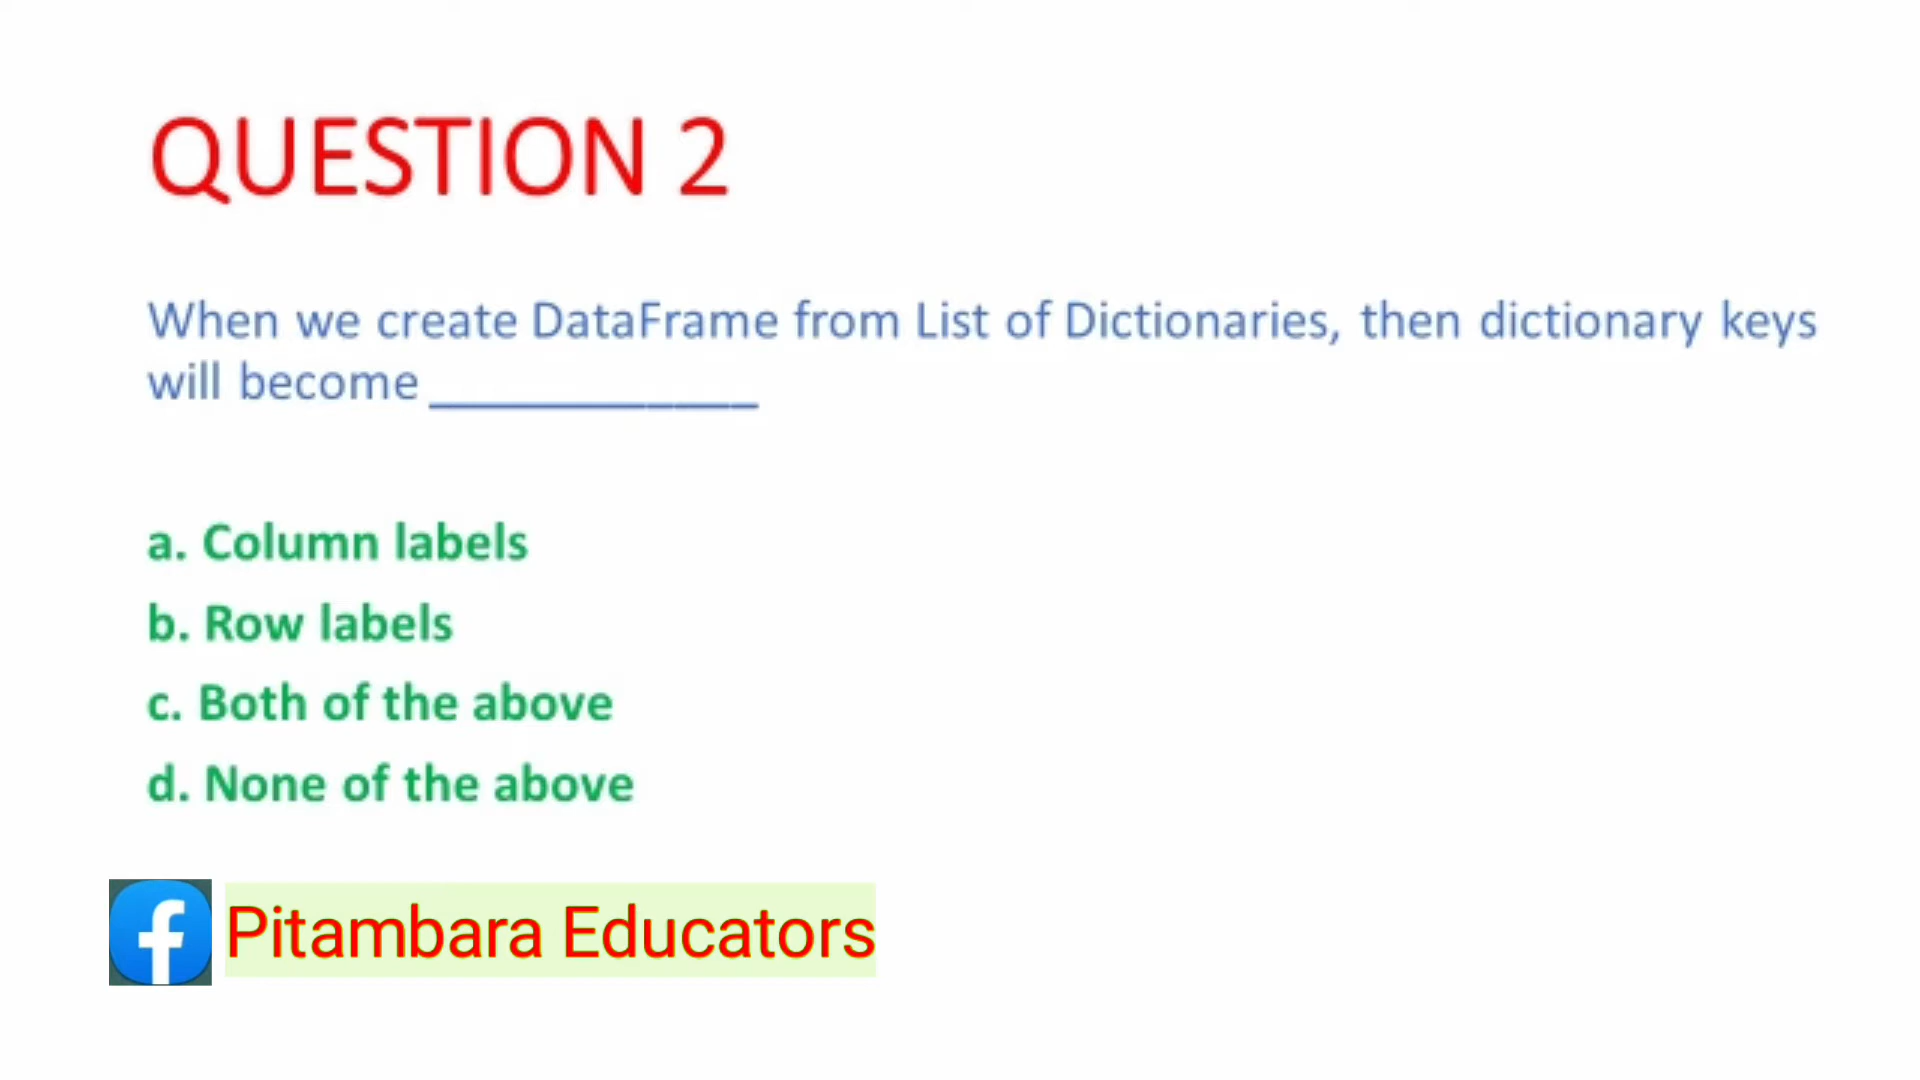 QUESTION 2
When we create DataFrame from List of Dictionaries, then dictionary keys
will become ____________
a. Column labels
b. Row labels
c. Both of the above
d. None of the above
f Pitambara Educators